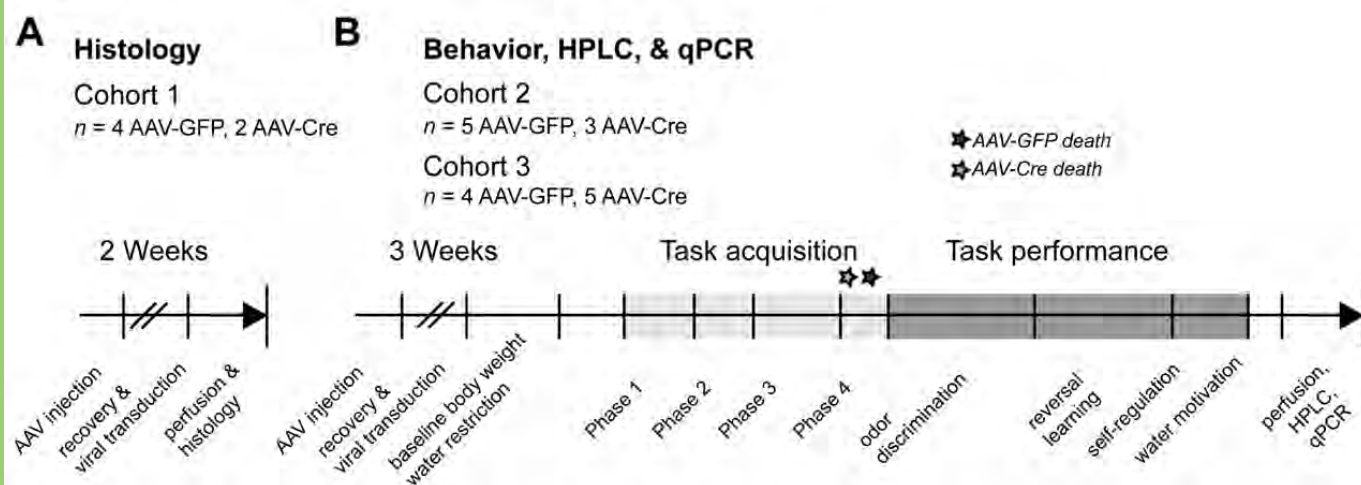 A
Histology
Cohort 1
n = 4 AAV-GFP, 2 AAV-Cre
2 Weeks
AAV injection
recovery &
viral transduction
perfusion &
histology
B
Behavior, HPLC, & qPCR
Cohort 2
n = 5 AAV-GFP, 3 AAV-Cre
Cohort 3
n = 4 AAV-GFP, 5 AAV-Cre
AAV-GFP death
AAV-Cre death
3 Weeks
Task acquisition
Task performance
AAV injection
recovery &
viral transduction
baseline body weight
water restriction
Phase 1
Phase 2
Phase 3
Phase 4
odor
discrimination
reversal
learning
self-regulation
water motivation
perfusion,
HPLC,
qPCR